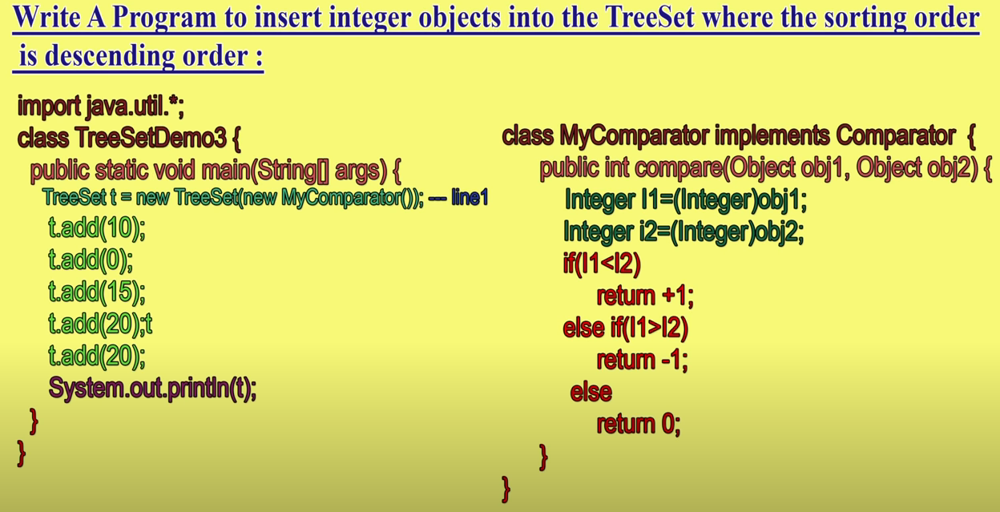 Write A Program to insert integer objects into the TreeSet where the sorting order
is descending order :
import java.util.*;
class TreeSetDemo3 {
public static void main(String[] args) {
TreeSet t = new TreeSet(new MyComparator()); --- line1
t.add(10);
t.add(0);
t.add(15);
t.add(20);t
t.add(20);
System.out.println(t);
}
}
class MyComparator implements Comparator {
public int compare(Object obj1, Object obj2) {
Integer I1=(Integer)obj1;
Integer i2=(Integer)obj2;
if(I1<I2)
return +1;
else if(I1>I2)
return -1;
else
return 0;
}
}